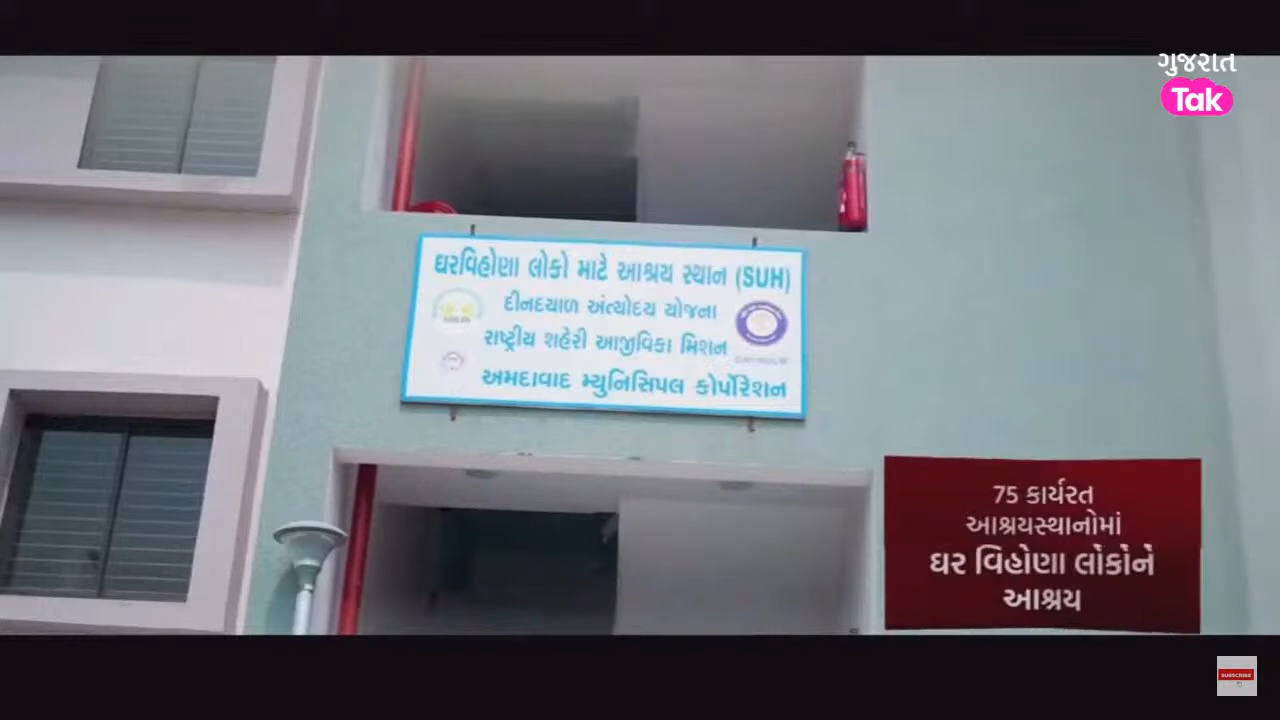 ગુજરાત
Tak
ઘરવિહોણા લોકો માટે આશ્રય સ્થાન (SUH)
દીનદયાળ અંત્યોદય યોજના
રાષ્ટ્રીય શહેરી આજીવિકા મિશન
અમદાવાદ મ્યુનિસિપલ કોર્પોરેશન
75 કાર્યરત
આશ્રયસ્થાનોમાં
ઘર વિહોણા લોકોને
આશ્રય
SUBSCRIBE